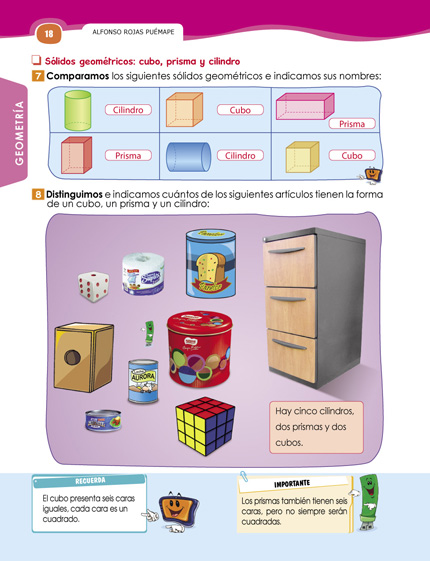 18
ALFONSO ROJAS PUÉMAPE
GEOMETRÍA
Sólidos geométricos: cubo, prisma y cilindro
7 Comparamos los siguientes sólidos geométricos e indicamos sus nombres:
Cilindro
Cubo
Prisma
Prisma
Cilindro
Cubo
8 Distinguimos e indicamos cuántos de los siguientes artículos tienen la forma
de un cubo, un prisma y un cilindro:
Nestlé
AURORA
Hay cinco cilindros,
dos prismas y dos
cubos.
RECUERDA
El cubo presenta seis caras
iguales, cada cara es un
cuadrado.
IMPORTANTE
Los prismas también tienen seis
caras, pero no siempre serán
cuadradas.